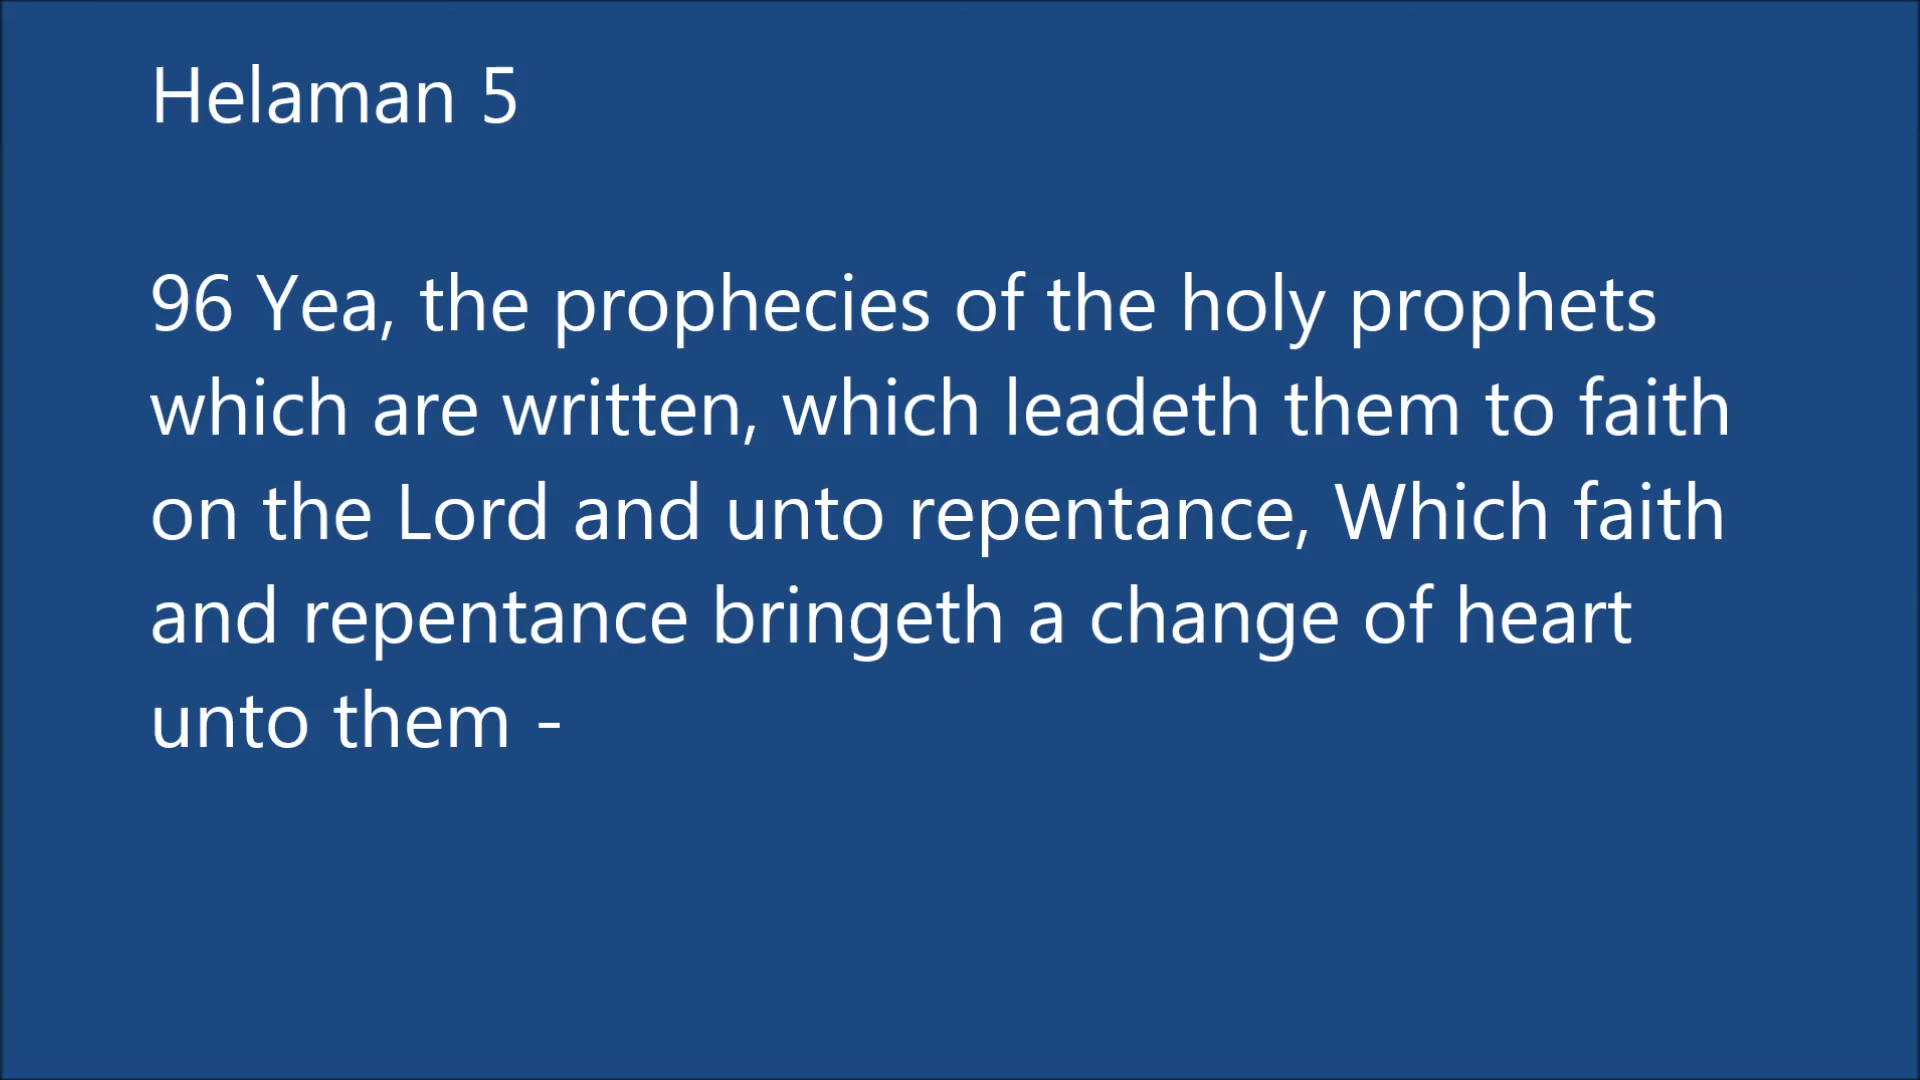 Helaman 5
96 Yea, the prophecies of the holy prophets
which are written, which leadeth them to faith
on the Lord and unto repentance, Which faith
and repentance bringeth a change of heart
unto them -